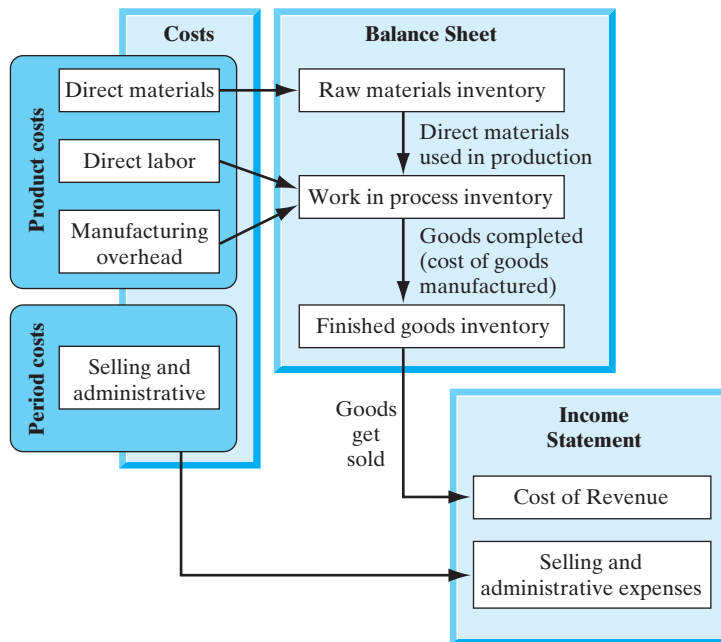 Costs
Balance Sheet
Product costs
Direct materials
Raw materials inventory
Direct materials
used in production
Direct labor
Work in process inventory
Manufacturing
overhead
Goods completed
(cost of goods
manufactured)
Finished goods inventory
Period costs
Selling and
administrative
Goods
get
sold
Income
Statement
Cost of Revenue
Selling and
administrative expenses